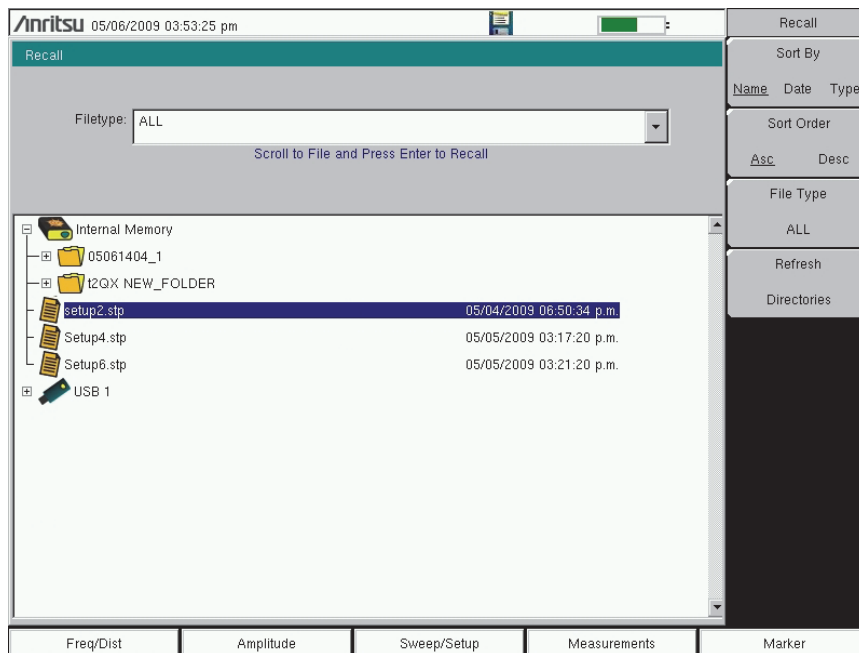 Anritsu 05/06/2009 03:53:25 pm
Recall
Filetype: ALL
Scroll to File and Press Enter to Recall
Internal Memory
05061404_1
t2QX NEW_FOLDER
setup2.stp 05/04/2009 06:50:34 p.m.
Setup4.stp 05/05/2009 03:17:20 p.m.
Setup6.stp 05/05/2009 03:21:20 p.m.
USB 1
Recall
Sort By
Name Date Type
Sort Order
Asc Desc
File Type
ALL
Refresh
Directories
Freq/Dist Amplitude Sweep/Setup Measurements Marker